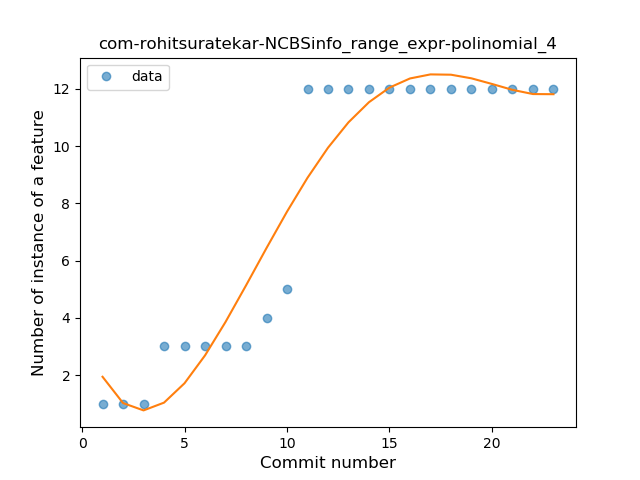 com-rohitsuratekar-NCBSinfo_range_expr-polinomial_4
data
Number of instance of a feature
12
10
8
6
4
2
0
5
10
15
20
Commit number